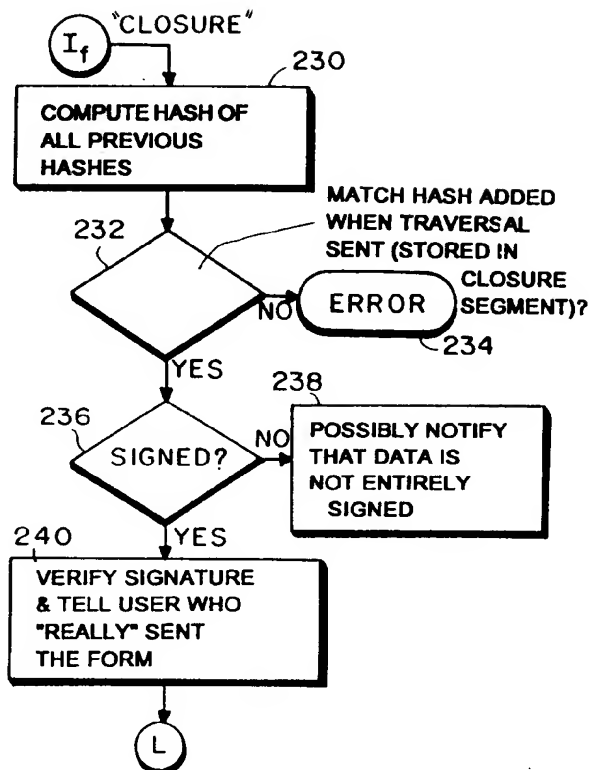 "CLOSURE"
I_f
230
COMPUTE HASH OF
ALL PREVIOUS
HASHES
MATCH HASH ADDED
WHEN TRAVERSAL
SENT (STORED IN
CLOSURE
SEGMENT)?
232
NO
ERROR
234
YES
236
SIGNED?
NO
238
POSSIBLY NOTIFY
THAT DATA IS
NOT ENTIRELY
SIGNED
YES
240
VERIFY SIGNATURE
& TELL USER WHO
"REALLY" SENT
THE FORM
L